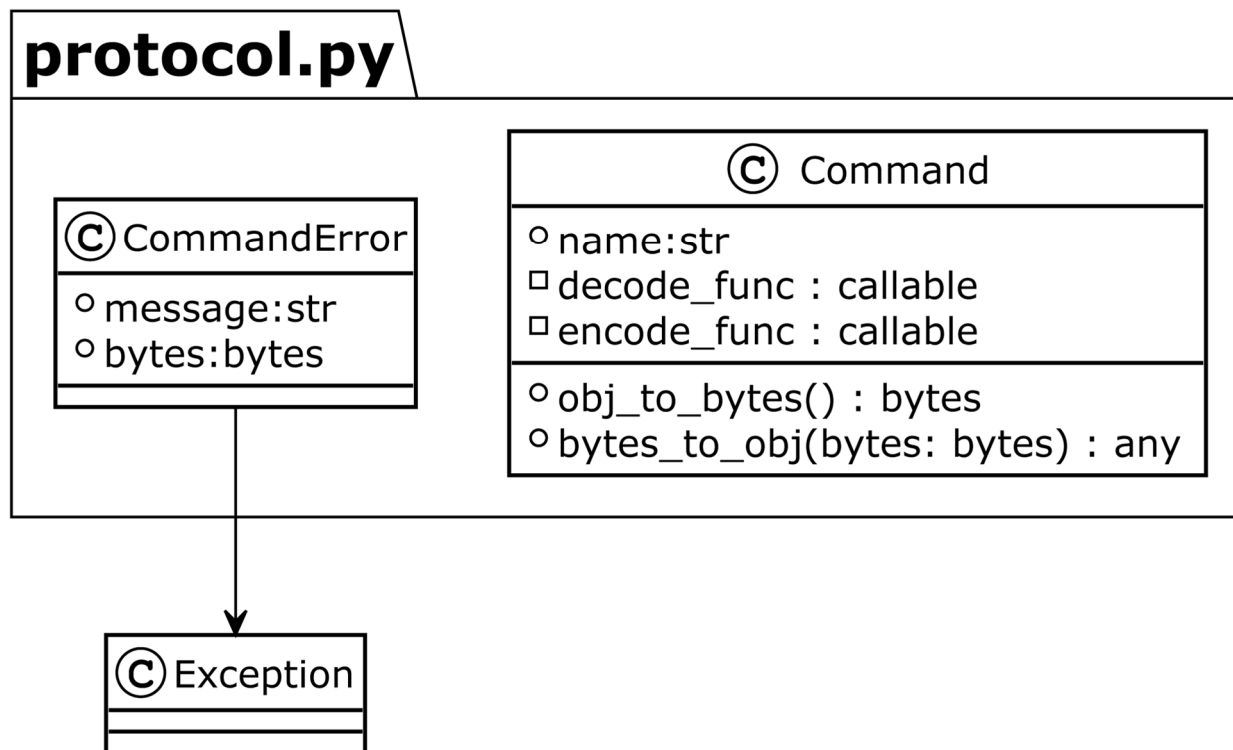 protocol.py
C CommandError
message:str
bytes:bytes
C Command
name:str
decode_func : callable
encode_func : callable
obj_to_bytes() : bytes
bytes_to_obj(bytes: bytes) : any
C Exception